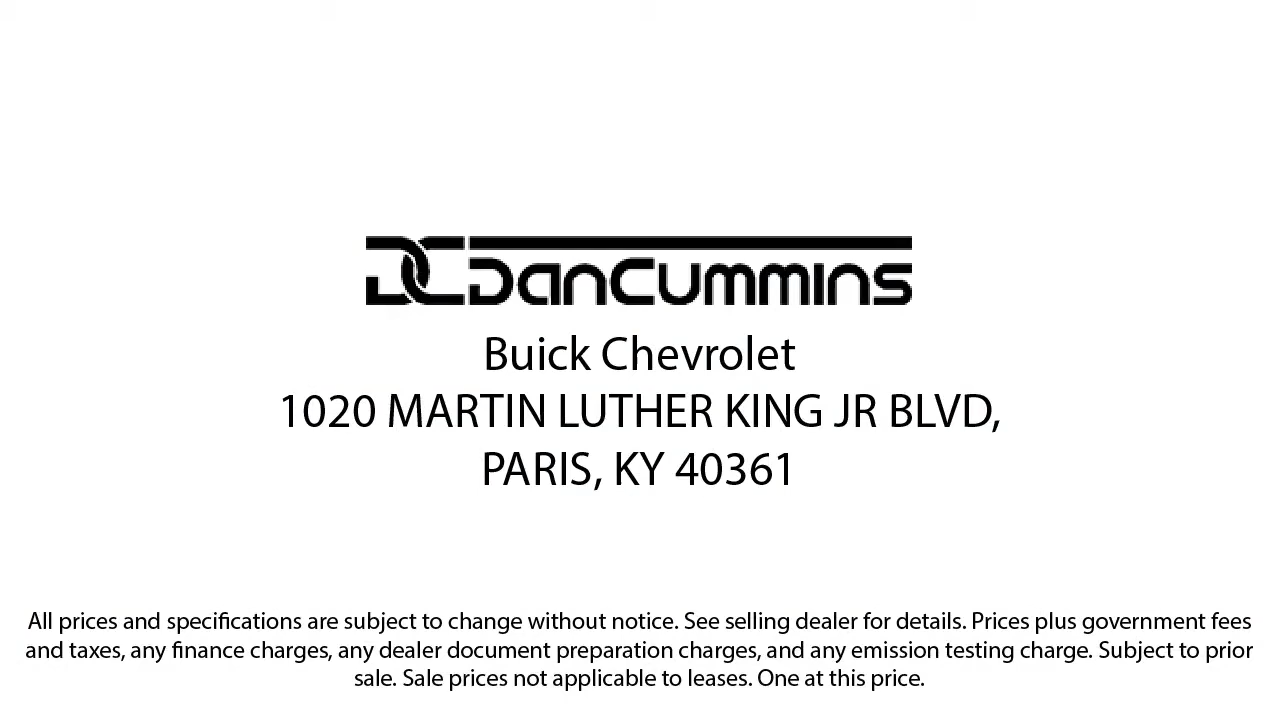 DC DanCummins
Buick Chevrolet
1020 MARTIN LUTHER KING JR BLVD,
PARIS, KY 40361
All prices and specifications are subject to change without notice. See selling dealer for details. Prices plus government fees
and taxes, any finance charges, any dealer document preparation charges, and any emission testing charge. Subject to prior
sale. Sale prices not applicable to leases. One at this price.